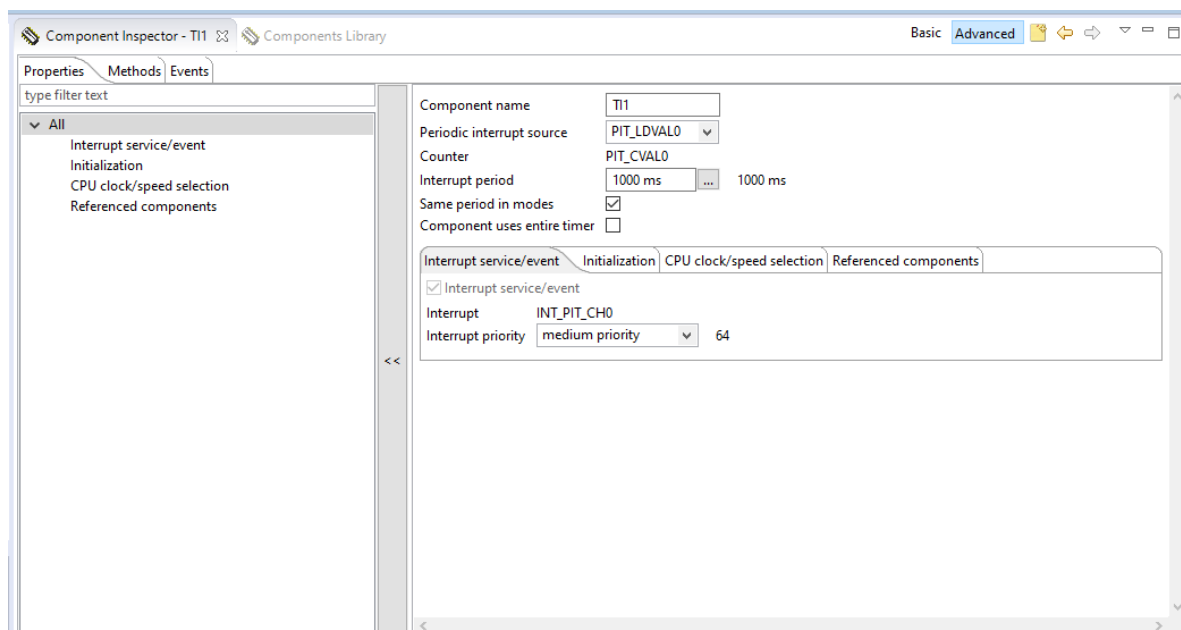 Component Inspector - TI1 Components Library Basic Advanced
Properties Methods Events
type filter text
All
Interrupt service/event
Initialization
CPU clock/speed selection
Referenced components
<<
Component name TI1
Periodic interrupt source PIT_LDVAL0
Counter PIT_CVAL0
Interrupt period 1000 ms ... 1000 ms
Same period in modes
Component uses entire timer
Interrupt service/event Initialization CPU clock/speed selection Referenced components
Interrupt service/event
Interrupt INT_PIT_CH0
Interrupt priority medium priority 64